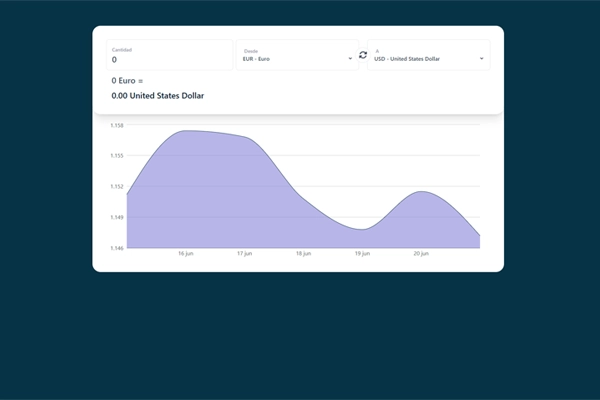 Cantidad
0
Desde
EUR - Euro
A
USD - United States Dollar
0 Euro =
0.00 United States Dollar
1.158
1.155
1.152
1.149
1.146
16 jun
17 jun
18 jun
19 jun
20 jun